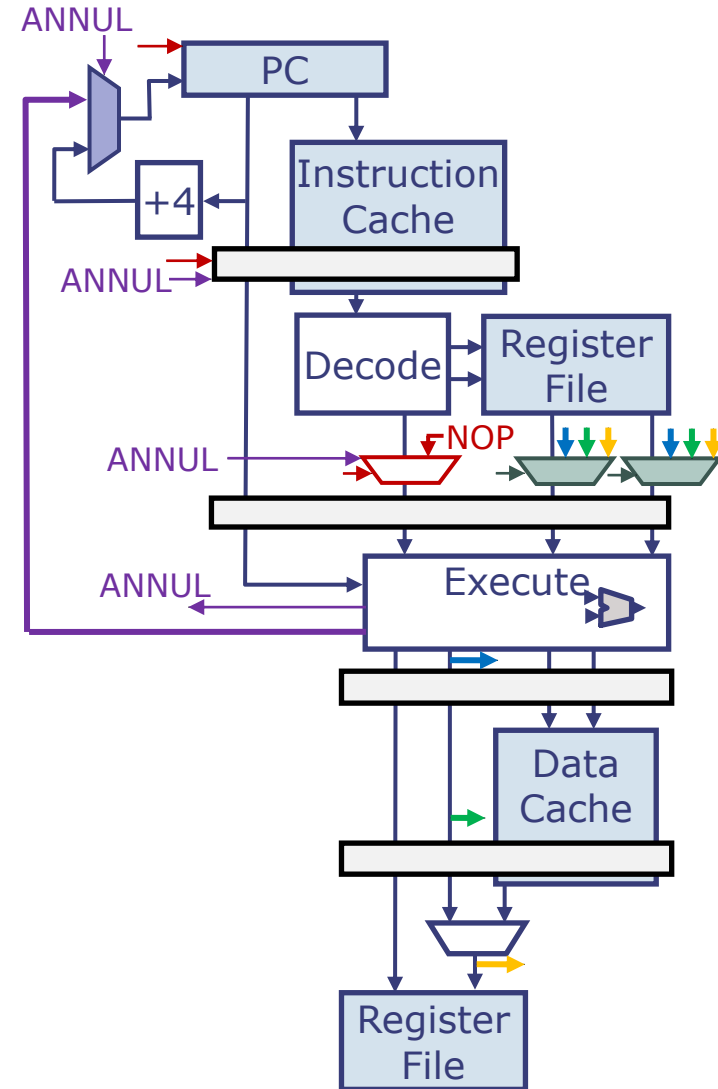 ANNUL
PC
Instruction
Cache
+4
ANNUL
Decode
Register
File
NOP
ANNUL
Execute
ANNUL
Data
Cache
Register
File